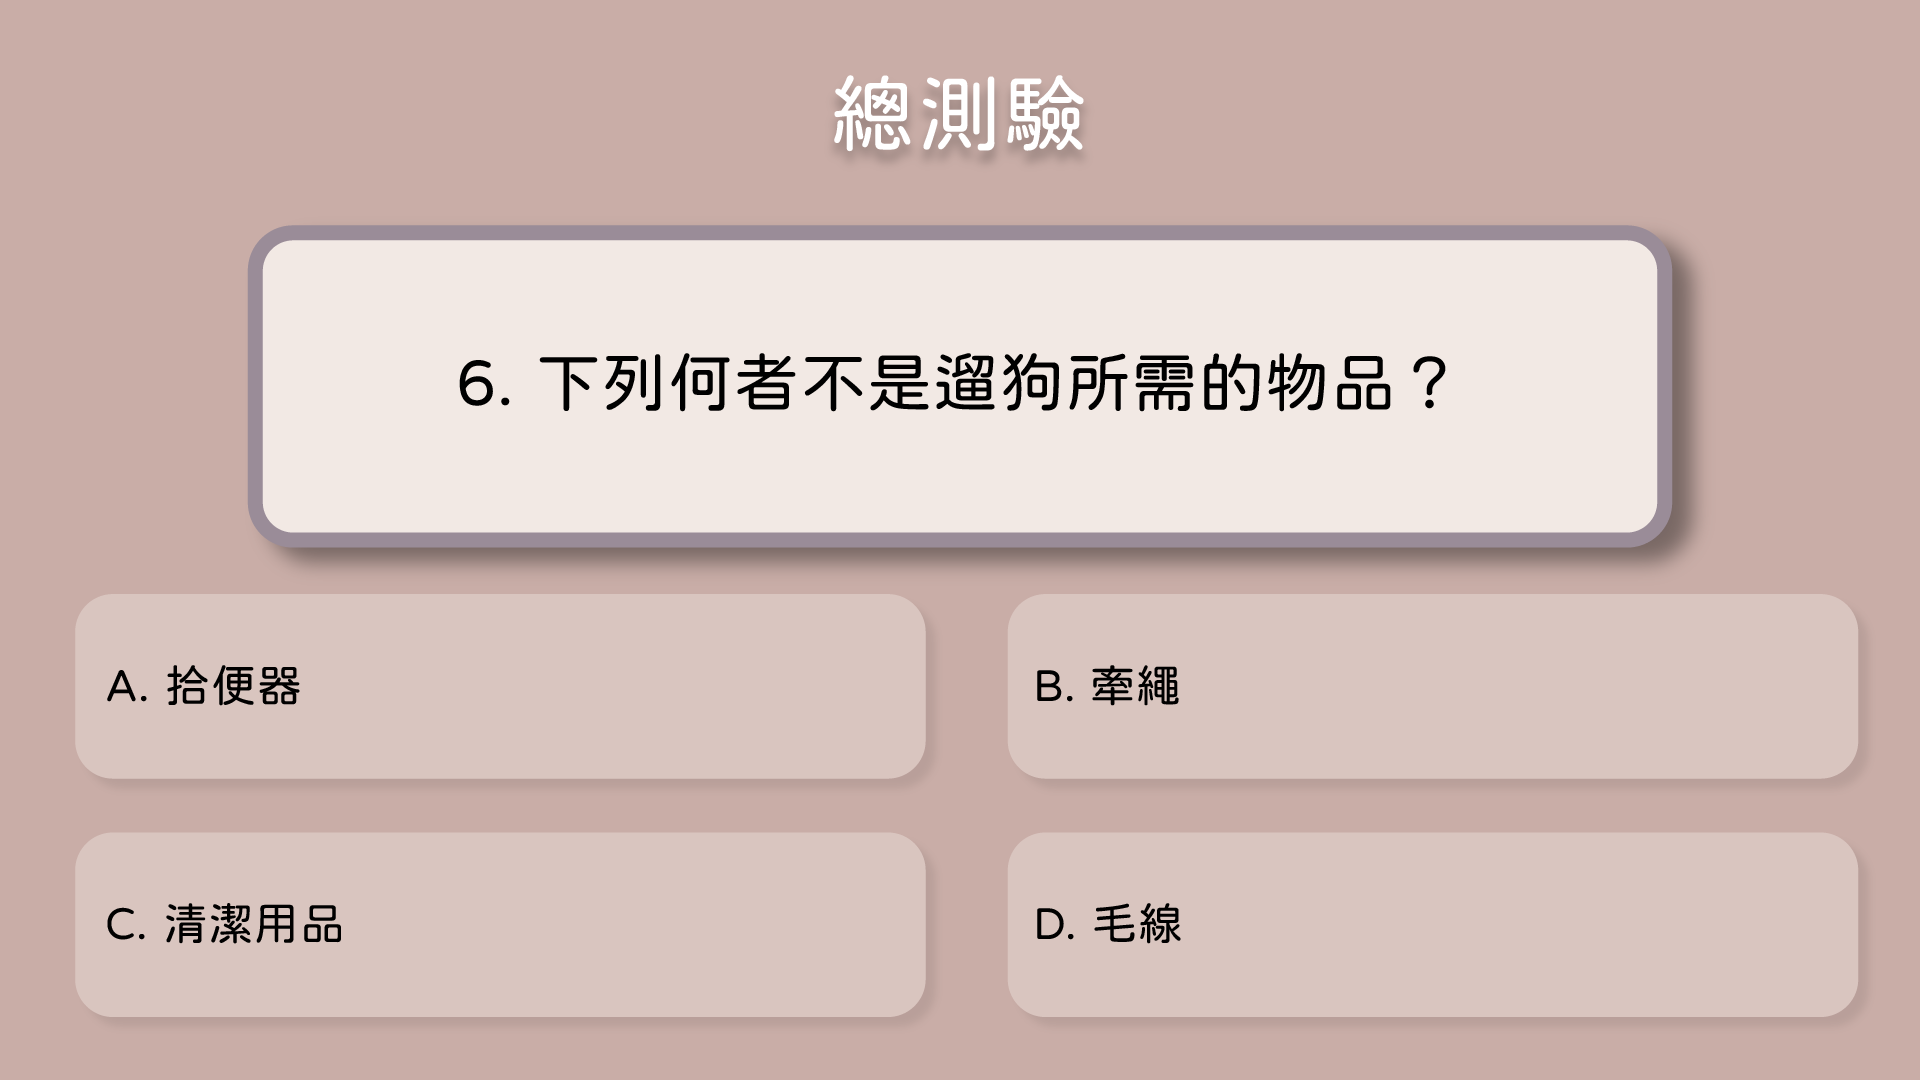 總測驗
6. 下列何者不是遛狗所需的物品？
A. 拾便器
B. 牽繩
C. 清潔用品
D. 毛線